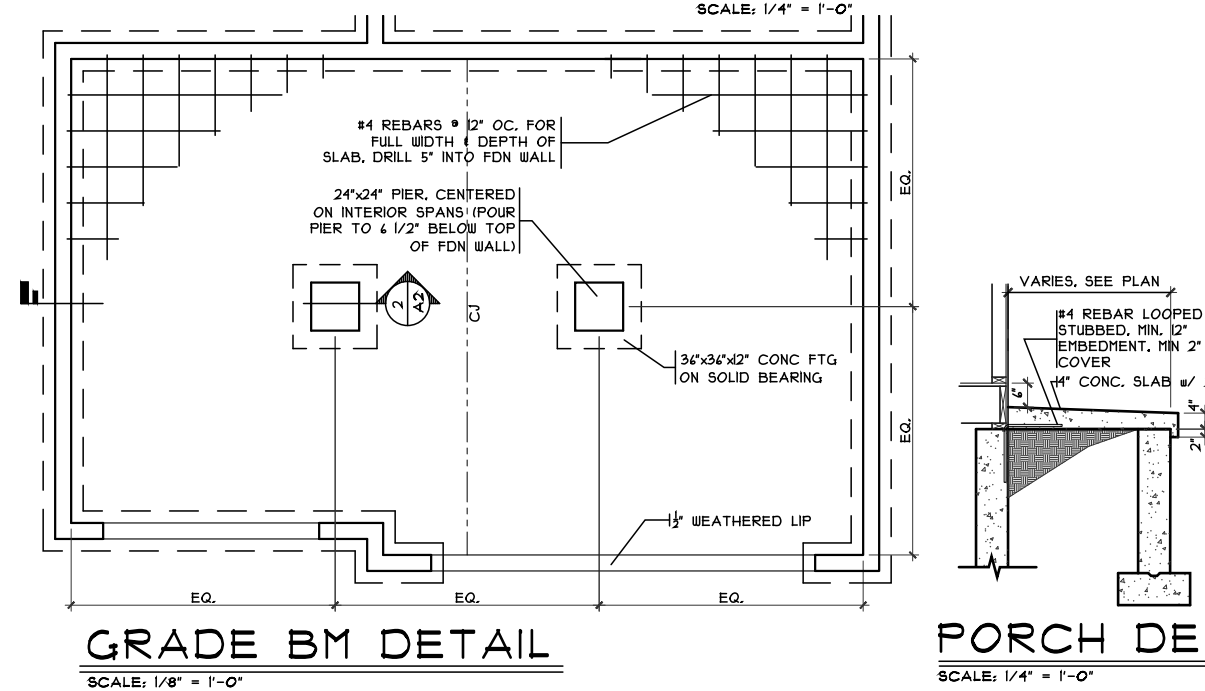 SCALE: 1/4" = 1'-0"
#4 REBARS @ 12" OC. FOR
FULL WIDTH & DEPTH OF
SLAB. DRILL 5" INTO FDN WALL
24"x24" PIER, CENTERED
ON INTERIOR SPANS (POUR
PIER TO 6 1/2" BELOW TOP
OF FDN WALL)
EQ.
2
A2
CJ
36"x36"x12" CONC FTG
ON SOLID BEARING
EQ.
1/2" WEATHERED LIP
EQ.
EQ.
EQ.
GRADE BM DETAIL
SCALE: 1/8" = 1'-0"
VARIES, SEE PLAN
#4 REBAR LOOPED
STUBBED, MIN. 12"
EMBEDMENT, MIN 2"
COVER
4" CONC. SLAB w/
6"
4"
2"
PORCH DE
SCALE: 1/4" = 1'-0"